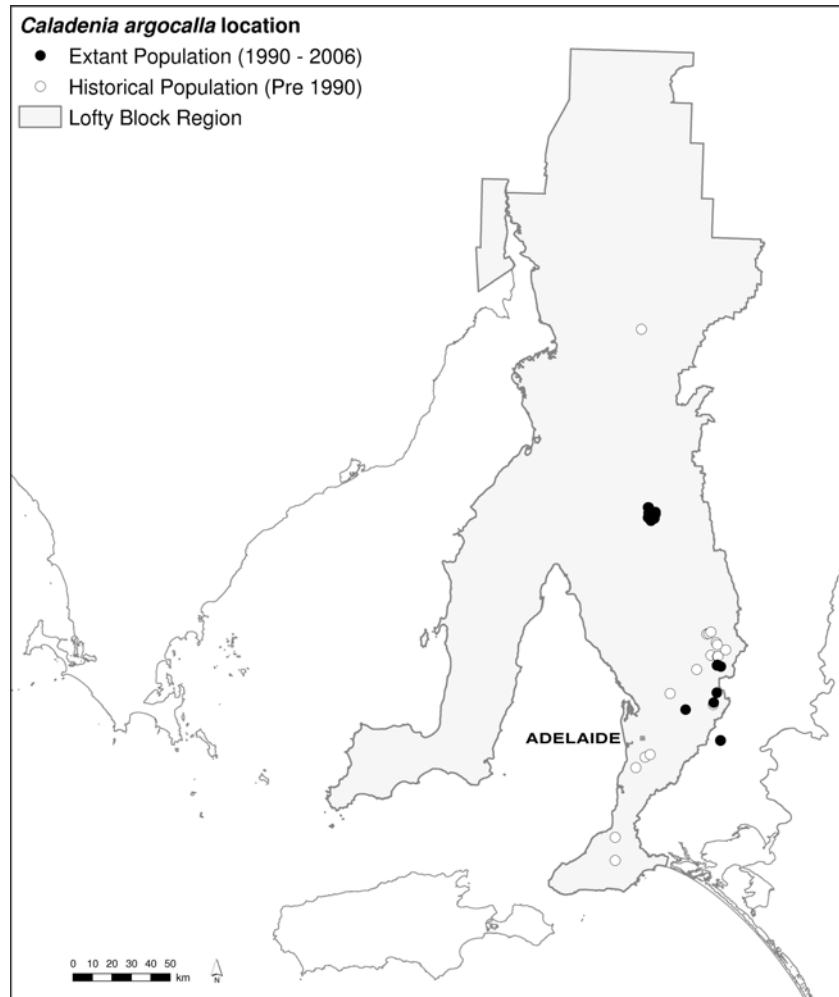 Caladenia argocalla location
Extant Population (1990 - 2006)
Historical Population (Pre 1990)
Lofty Block Region
ADELAIDE
0 10 20 30 40 50
km
N